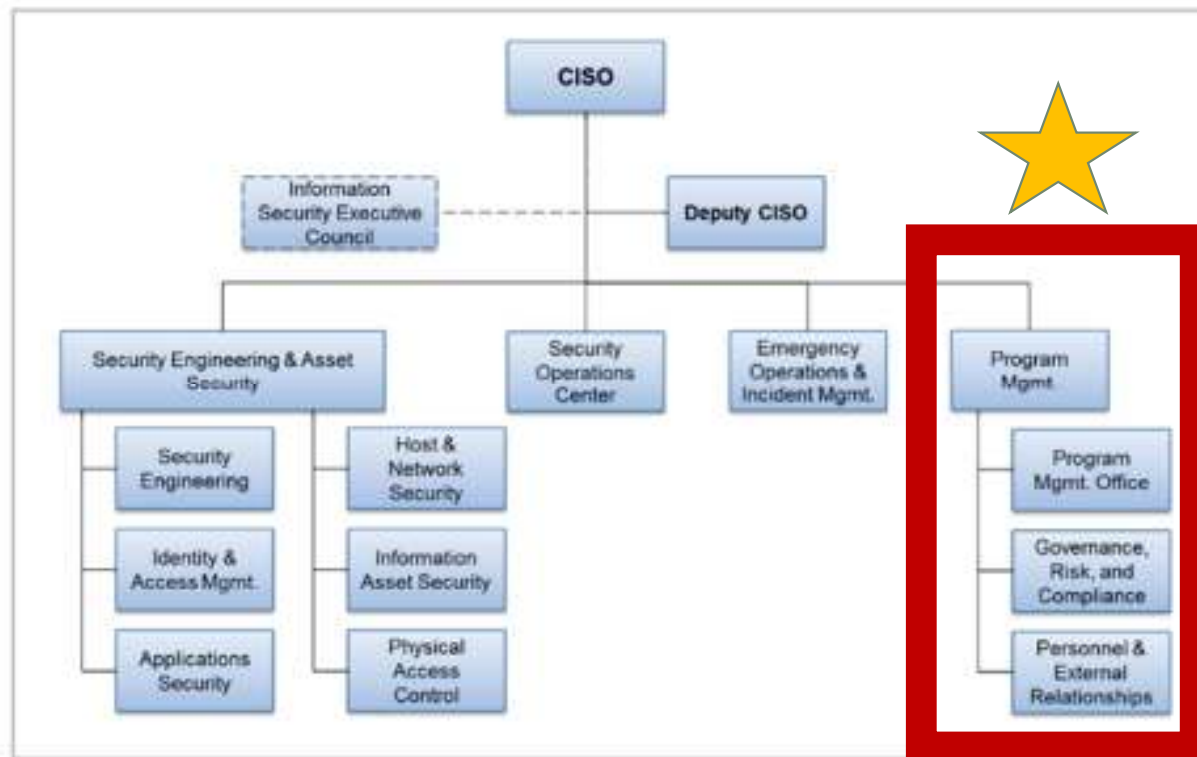 CISO
Information
Security Executive
Council
Deputy CISO
Security Engineering & Asset
Security
Security
Operations
Center
Emergency
Operations &
Incident Mgmt.
Program
Mgmt.
Security
Engineering
Host &
Network
Security
Program
Mgmt. Office
Identity &
Access Mgmt.
Information
Asset Security
Governance,
Risk, and
Compliance
Applications
Security
Physical
Access
Control
Personnel &
External
Relationships